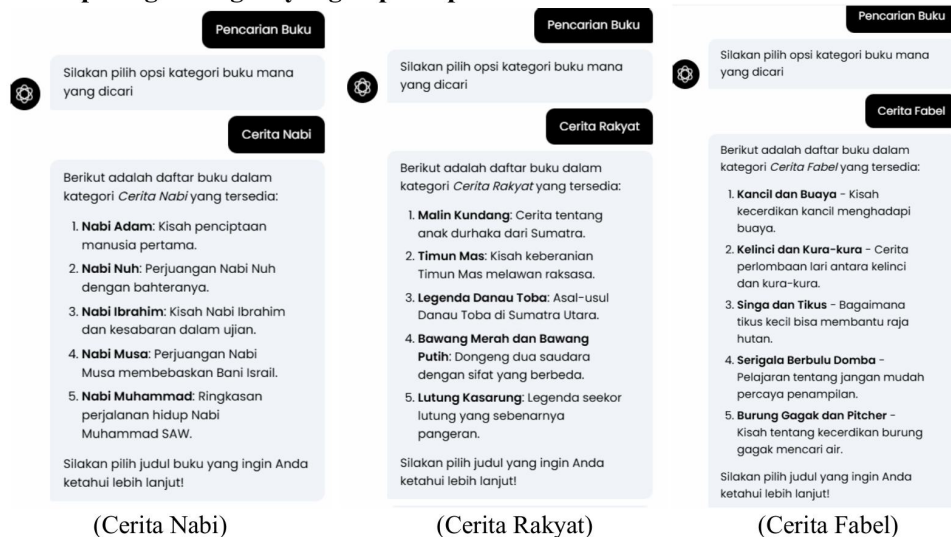 Pencarian Buku
Silakan pilih opsi kategori buku mana
yang dicari
Cerita Nabi
Berikut adalah daftar buku dalam
kategori Cerita Nabi yang tersedia:
1. Nabi Adam: Kisah penciptaan
manusia pertama.
2. Nabi Nuh: Perjuangan Nabi Nuh
dengan bahteranya.
3. Nabi Ibrahim: Kisah Nabi Ibrahim
dan kesabaran dalam ujian.
4. Nabi Musa: Perjuangan Nabi
Musa membebaskan Bani Israil.
5. Nabi Muhammad: Ringkasan
perjalanan hidup Nabi
Muhammad SAW.
Silakan pilih judul buku yang ingin Anda
ketahui lebih lanjut!
(Cerita Nabi)
Pencarian Buku
Silakan pilih opsi kategori buku mana
yang dicari
Cerita Rakyat
Berikut adalah daftar buku dalam
kategori Cerita Rakyat yang tersedia:
1. Malin Kundang: Cerita tentang
anak durhaka dari Sumatra.
2. Timun Mas: Kisah keberanian
Timun Mas melawan raksasa.
3. Legenda Danau Toba: Asal-usul
Danau Toba di Sumatra Utara.
4. Bawang Merah dan Bawang
Putih: Dongeng dua saudara
dengan sifat yang berbeda.
5. Lutung Kasarung: Legenda seekor
lutung yang sebenarnya
pangeran.
Silakan pilih judul yang ingin Anda
ketahui lebih lanjut!
(Cerita Rakyat)
Pencarian Buku
Silakan pilih opsi kategori buku mana
yang dicari
Cerita Fabel
Berikut adalah daftar buku dalam
kategori Cerita Fabel yang tersedia:
1. Kancil dan Buaya - Kisah
kecerdikan kancil menghadapi
buaya.
2. Kelinci dan Kura-kura - Cerita
perlombaan lari antara kelinci
dan kura-kura.
3. Singa dan Tikus - Bagaimana
tikus kecil bisa membantu raja
hutan.
4. Serigala Berbulu Domba -
Pelajaran tentang jangan mudah
percaya penampilan.
5. Burung Gagak dan Pitcher -
Kisah tentang kecerdikan burung
gagak mencari air.
Silakan pilih judul yang ingin Anda
ketahui lebih lanjut!
(Cerita Fabel)